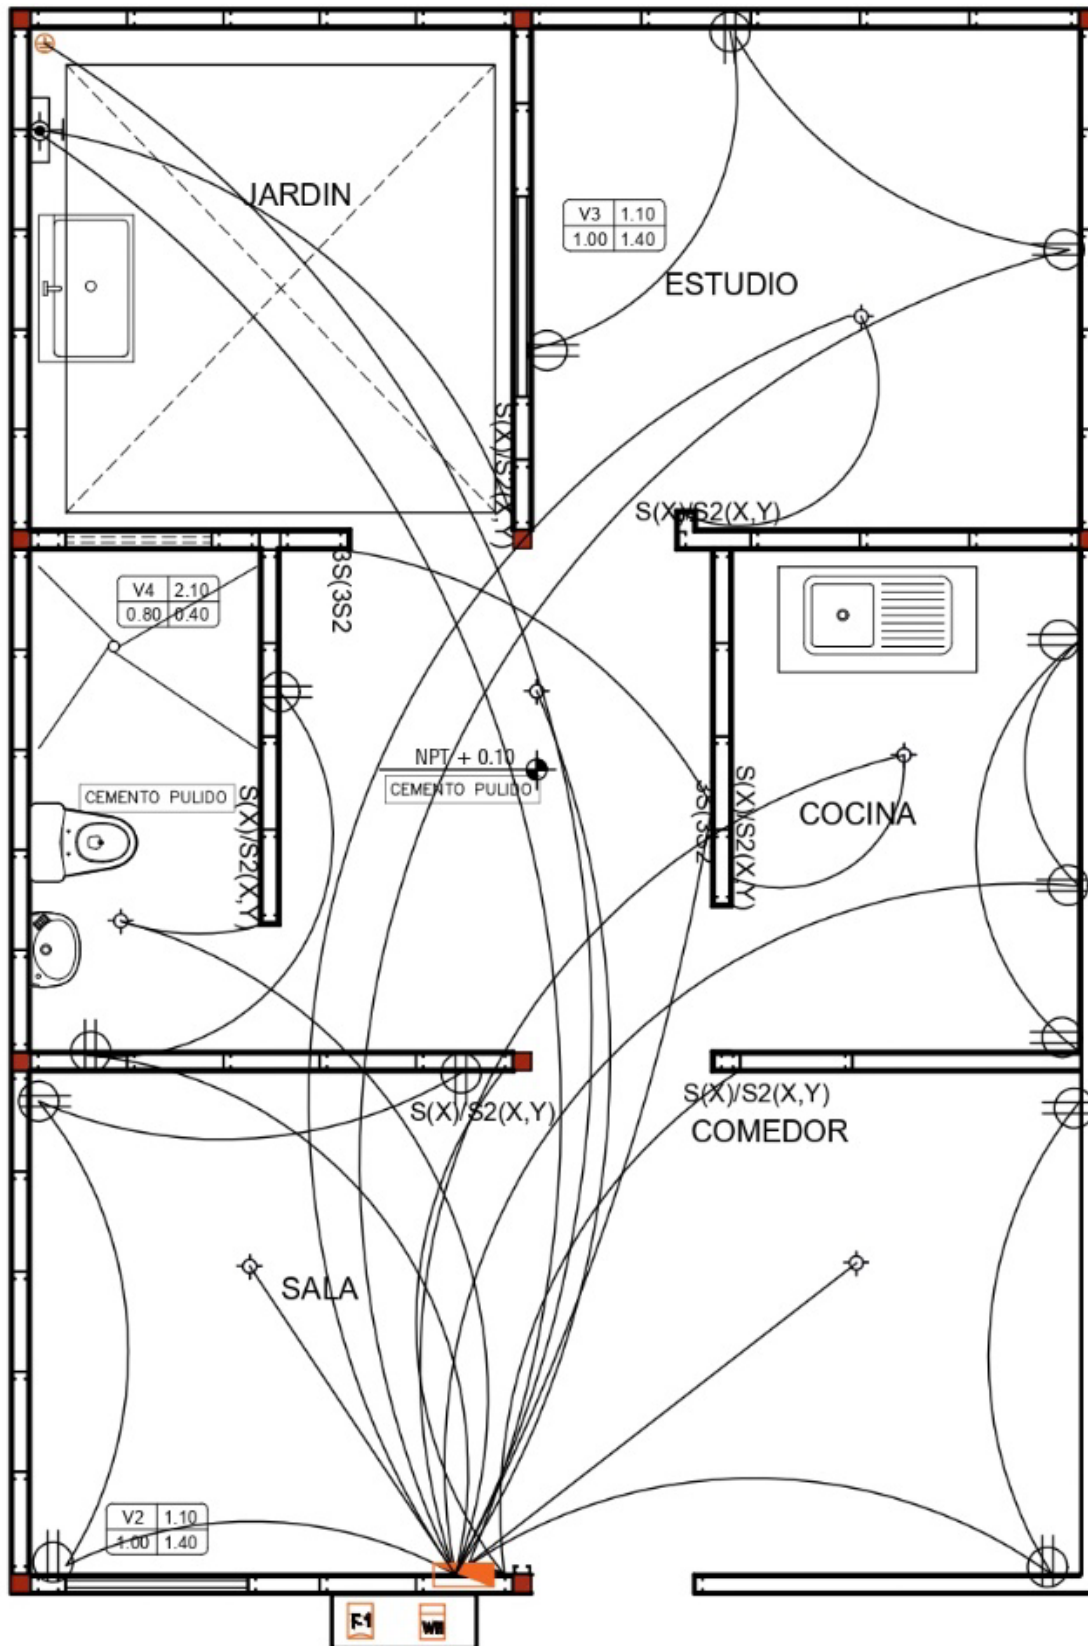 JARDIN
V3 1.10
1.00 1.40
ESTUDIO
S(X)/S2(X,Y)
S(X)/S2(X,Y)
3S(3S2
V4 2.10
0.80 0.40
NPT + 0.10
CEMENTO PULIDO
CEMENTO PULIDO
S(X)/S2(X,Y)
3S(3S2
S(X)/S2(X,Y)
COCINA
S(X)/S2(X,Y)
S(X)/S2(X,Y)
COMEDOR
SALA
V2 1.10
1.00 1.40